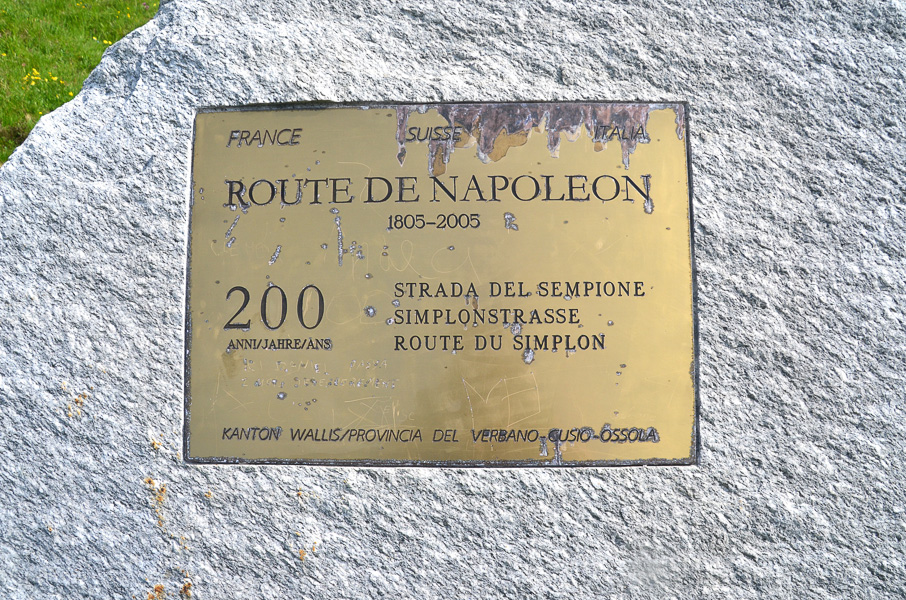 FRANCE SUISSE ITALIA
ROUTE DE NAPOLEON
1805–2005
200
ANNI/JAHRE/ANS
STRADA DEL SEMPIONE
SIMPLONSTRASSE
ROUTE DU SIMPLON
KANTON WALLIS/PROVINCIA DEL VERBANO-CUSIO-OSSOLA